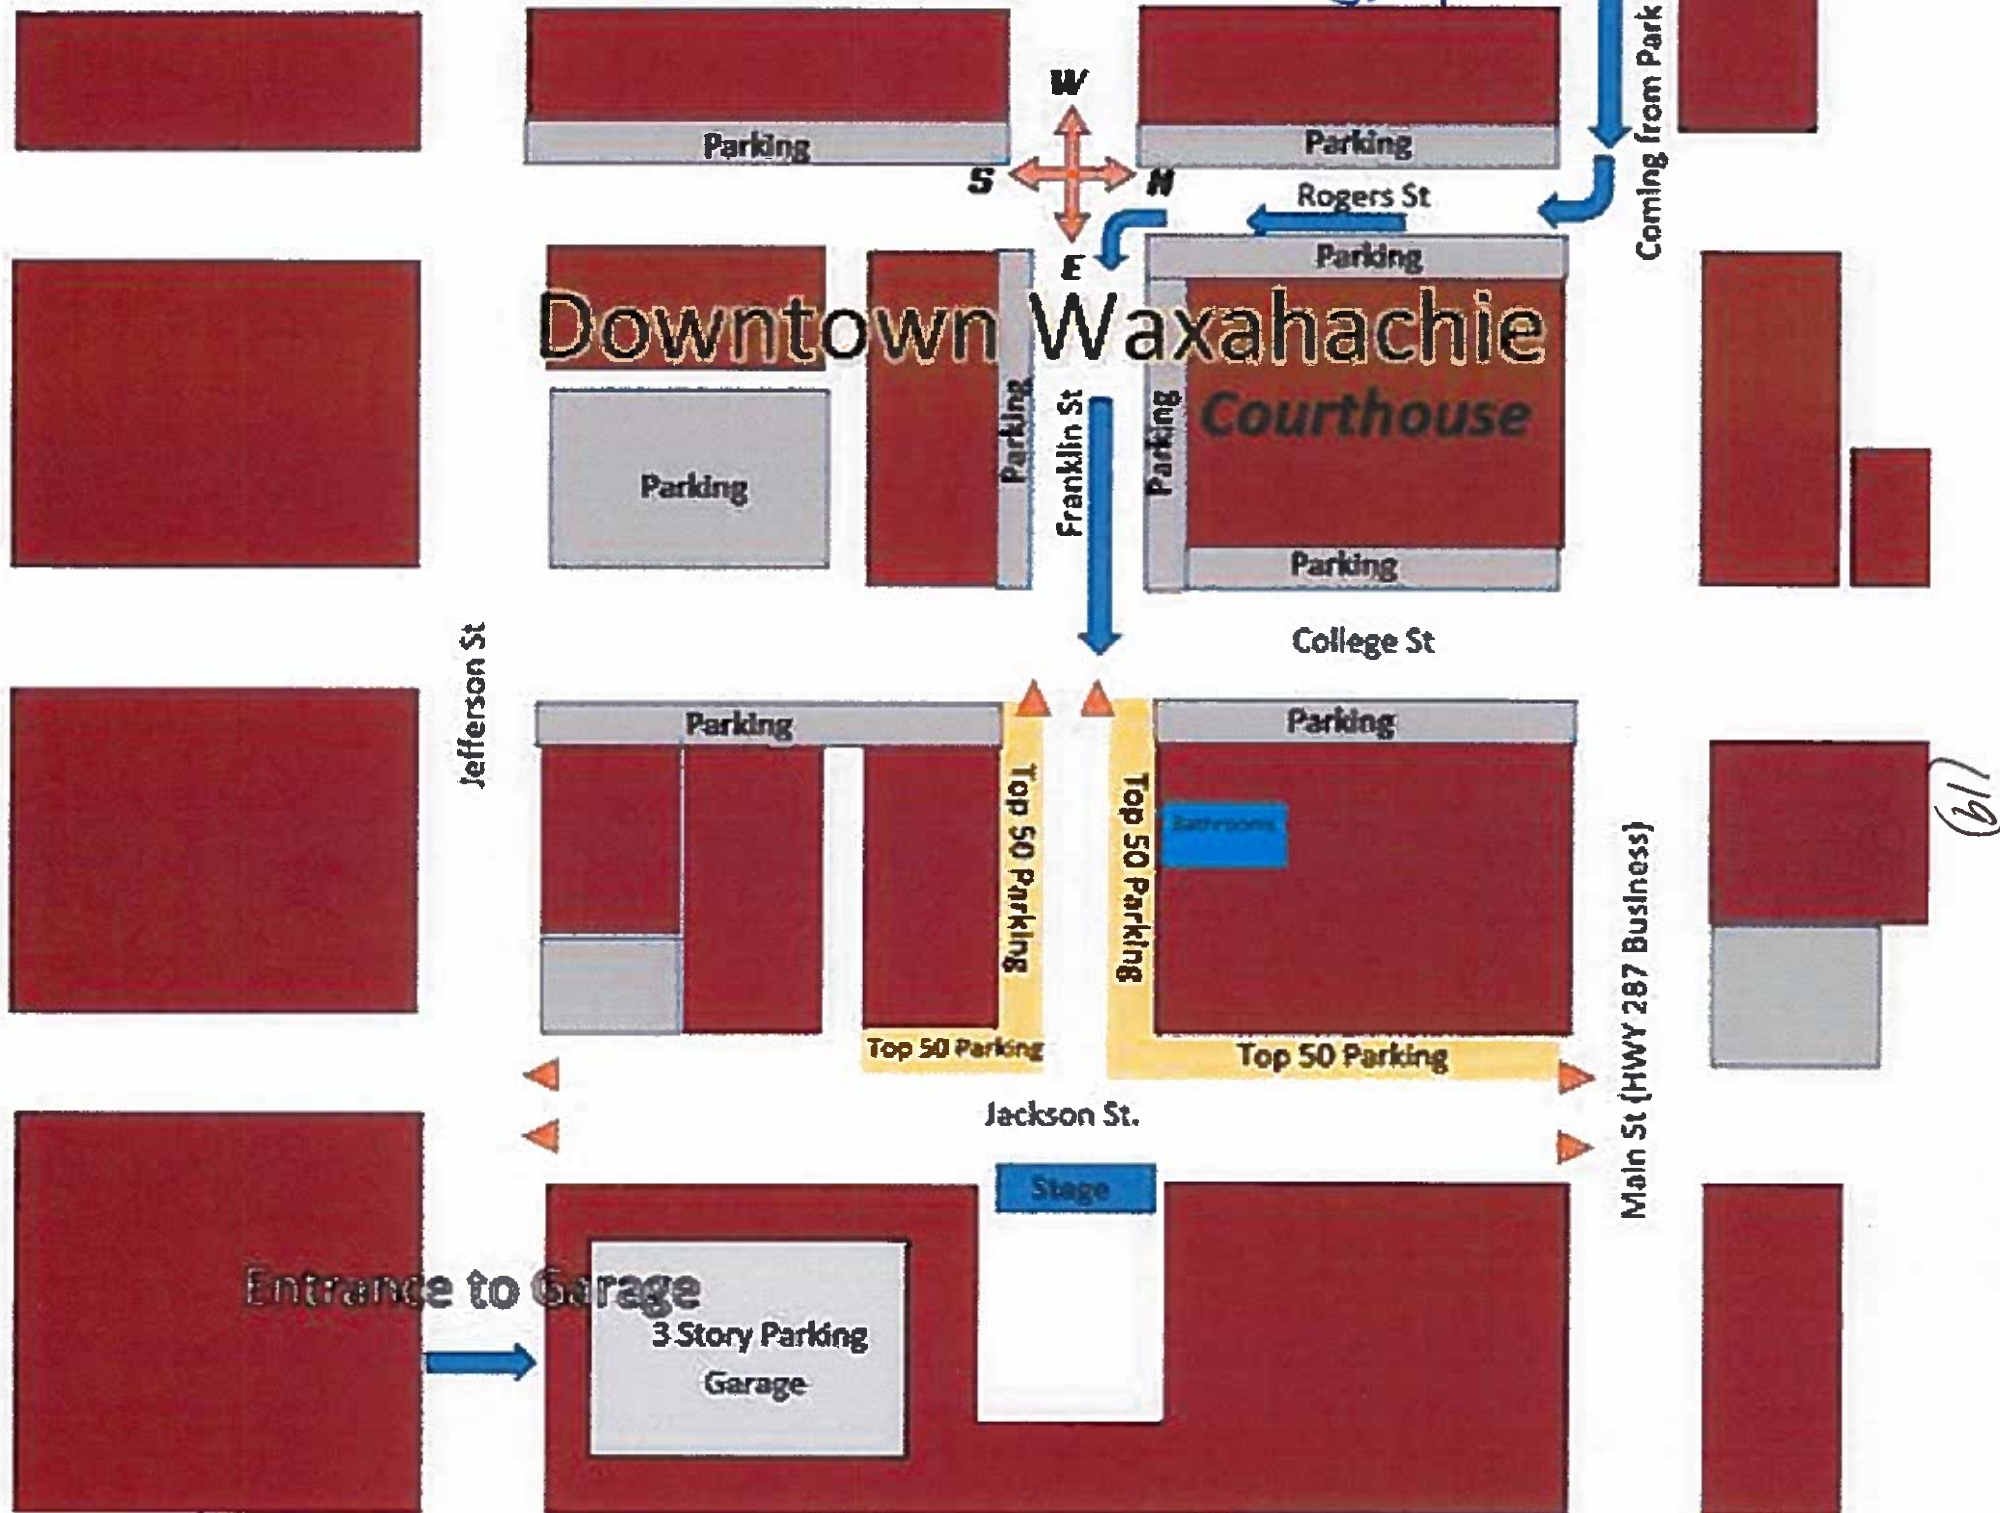 W
Coming from Park
Parking
Parking
S
N
Rogers St
E
Parking
Downtown Waxahachie
Courthouse
Parking
Franklin St
Parking
Parking
Parking
College St
Jefferson St
Parking
Parking
Top 50 Parking
Top 50 Parking
Bathrooms
(19)
Main St (HWY 287 Business)
Top 50 Parking
Top 50 Parking
Jackson St.
Stage
Entrance to Garage
3 Story Parking
Garage